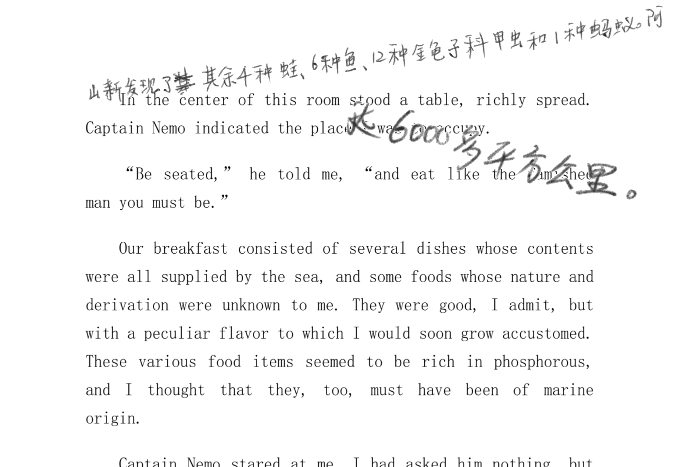 山新发现了其余千种蛙、6种鱼、12种金龟子科甲虫和1种蚂蚁。阿
In the center of this room stood a table, richly spread.
Captain Nemo indicated the place I was to occupy.
6000多平方公里。
“Be seated,” he told me, “and eat like the famished
man you must be.”
Our breakfast consisted of several dishes whose contents
were all supplied by the sea, and some foods whose nature and
derivation were unknown to me. They were good, I admit, but
with a peculiar flavor to which I would soon grow accustomed.
These various food items seemed to be rich in phosphorous,
and I thought that they, too, must have been of marine
origin.
Captain Nemo stared at me. I had asked him nothing, but